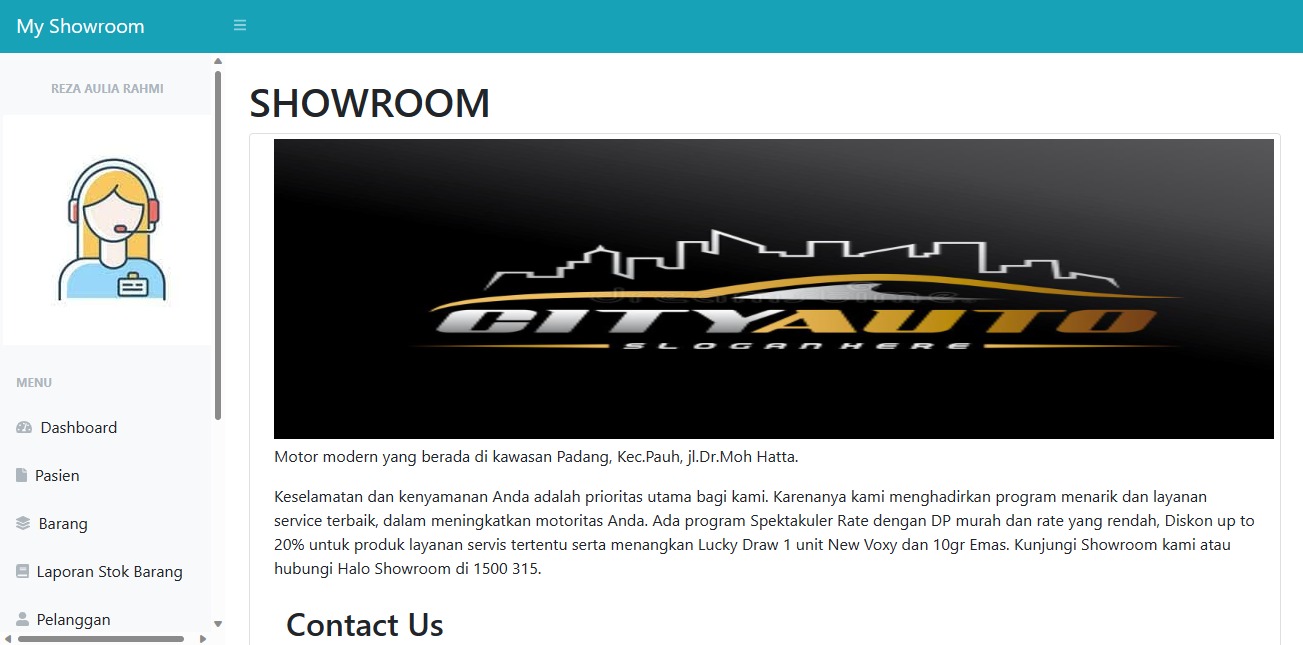 My Showroom
REZA AULIA RAHMI
MENU
Dashboard
Pasien
Barang
Laporan Stok Barang
Pelanggan
SHOWROOM
CITYAUTO
SLOGAN HERE
Motor modern yang berada di kawasan Padang, Kec.Pauh, jl.Dr.Moh Hatta.
Keselamatan dan kenyamanan Anda adalah prioritas utama bagi kami. Karenanya kami menghadirkan program menarik dan layanan
service terbaik, dalam meningkatkan motoritas Anda. Ada program Spektakuler Rate dengan DP murah dan rate yang rendah, Diskon up to
20% untuk produk layanan servis tertentu serta menangkan Lucky Draw 1 unit New Voxy dan 10gr Emas. Kunjungi Showroom kami atau
hubungi Halo Showroom di 1500 315.
Contact Us